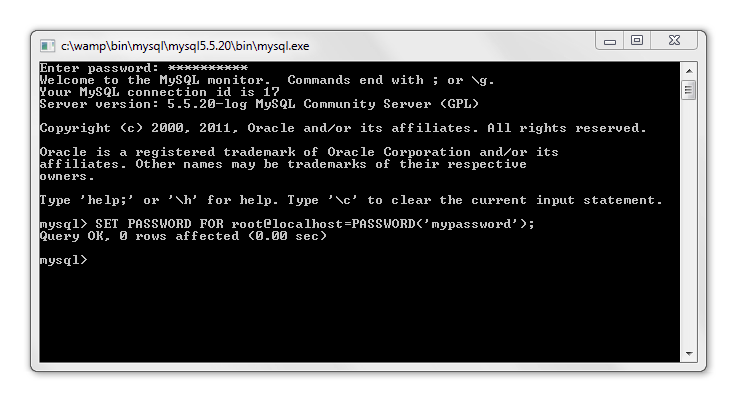 c:\wamp\bin\mysql\mysql5.5.20\bin\mysql.exe
Enter password: **********
Welcome to the MySQL monitor.  Commands end with ; or \g.
Your MySQL connection id is 17
Server version: 5.5.20-log MySQL Community Server (GPL)
Copyright (c) 2000, 2011, Oracle and/or its affiliates. All rights reserved.
Oracle is a registered trademark of Oracle Corporation and/or its
affiliates. Other names may be trademarks of their respective
owners.
Type 'help;' or '\h' for help. Type '\c' to clear the current input statement.
mysql> SET PASSWORD FOR root@localhost=PASSWORD('mypassword');
Query OK, 0 rows affected (0.00 sec)
mysql>